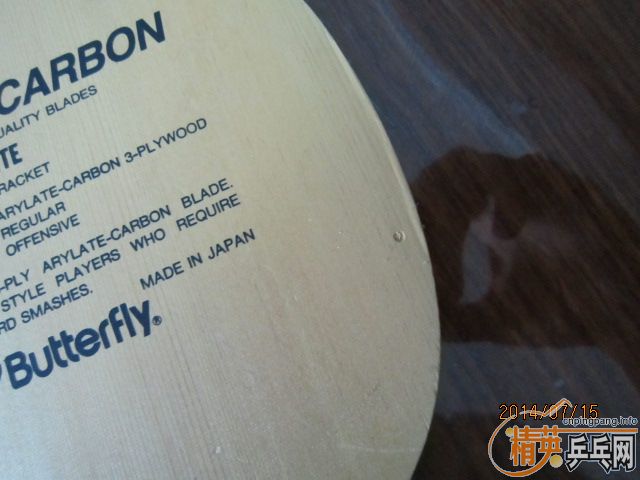 CARBON
UALITY BLADES
TE
RACKET
ARYLATE-CARBON 3-PLYWOOD
REGULAR
OFFENSIVE
-PLY ARYLATE-CARBON BLADE.
STYLE PLAYERS WHO REQUIRE
RD SMASHES.
MADE IN JAPAN
Butterfly®
2014/07/15
cnpingpang.info
精英乒乓网